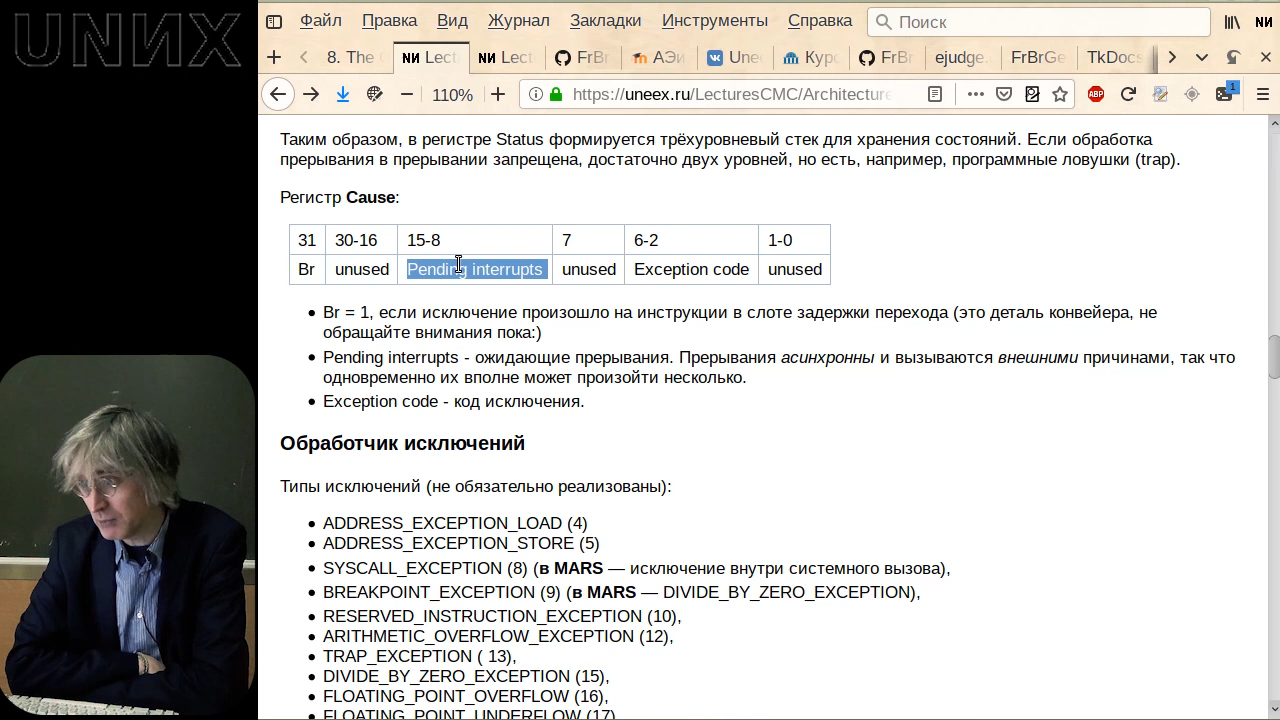 UNИX
Файл Правка Вид Журнал Закладки Инструменты Справка Поиск
8. The NИ Lect NИ Lect FrBr АЭи Une Курс FrBr ejudge. FrBrGe TkDocs
110% https://uneex.ru/LecturesCMC/Architecture ABP 1
Таким образом, в регистре Status формируется трёхуровневый стек для хранения состояний. Если обработка
прерывания в прерывании запрещена, достаточно двух уровней, но есть, например, программные ловушки (trap).
Регистр Cause:
31 30-16 15-8 7 6-2 1-0
Br unused Pending interrupts unused Exception code unused
• Br = 1, если исключение произошло на инструкции в слоте задержки перехода (это деталь конвейера, не
обращайте внимания пока:)
• Pending interrupts - ожидающие прерывания. Прерывания асинхронны и вызываются внешними причинами, так что
одновременно их вполне может произойти несколько.
• Exception code - код исключения.
Обработчик исключений
Типы исключений (не обязательно реализованы):
• ADDRESS_EXCEPTION_LOAD (4)
• ADDRESS_EXCEPTION_STORE (5)
• SYSCALL_EXCEPTION (8) (в MARS — исключение внутри системного вызова),
• BREAKPOINT_EXCEPTION (9) (в MARS — DIVIDE_BY_ZERO_EXCEPTION),
• RESERVED_INSTRUCTION_EXCEPTION (10),
• ARITHMETIC_OVERFLOW_EXCEPTION (12),
• TRAP_EXCEPTION ( 13),
• DIVIDE_BY_ZERO_EXCEPTION (15),
• FLOATING_POINT_OVERFLOW (16),
• FLOATING_POINT_UNDERFLOW (17)